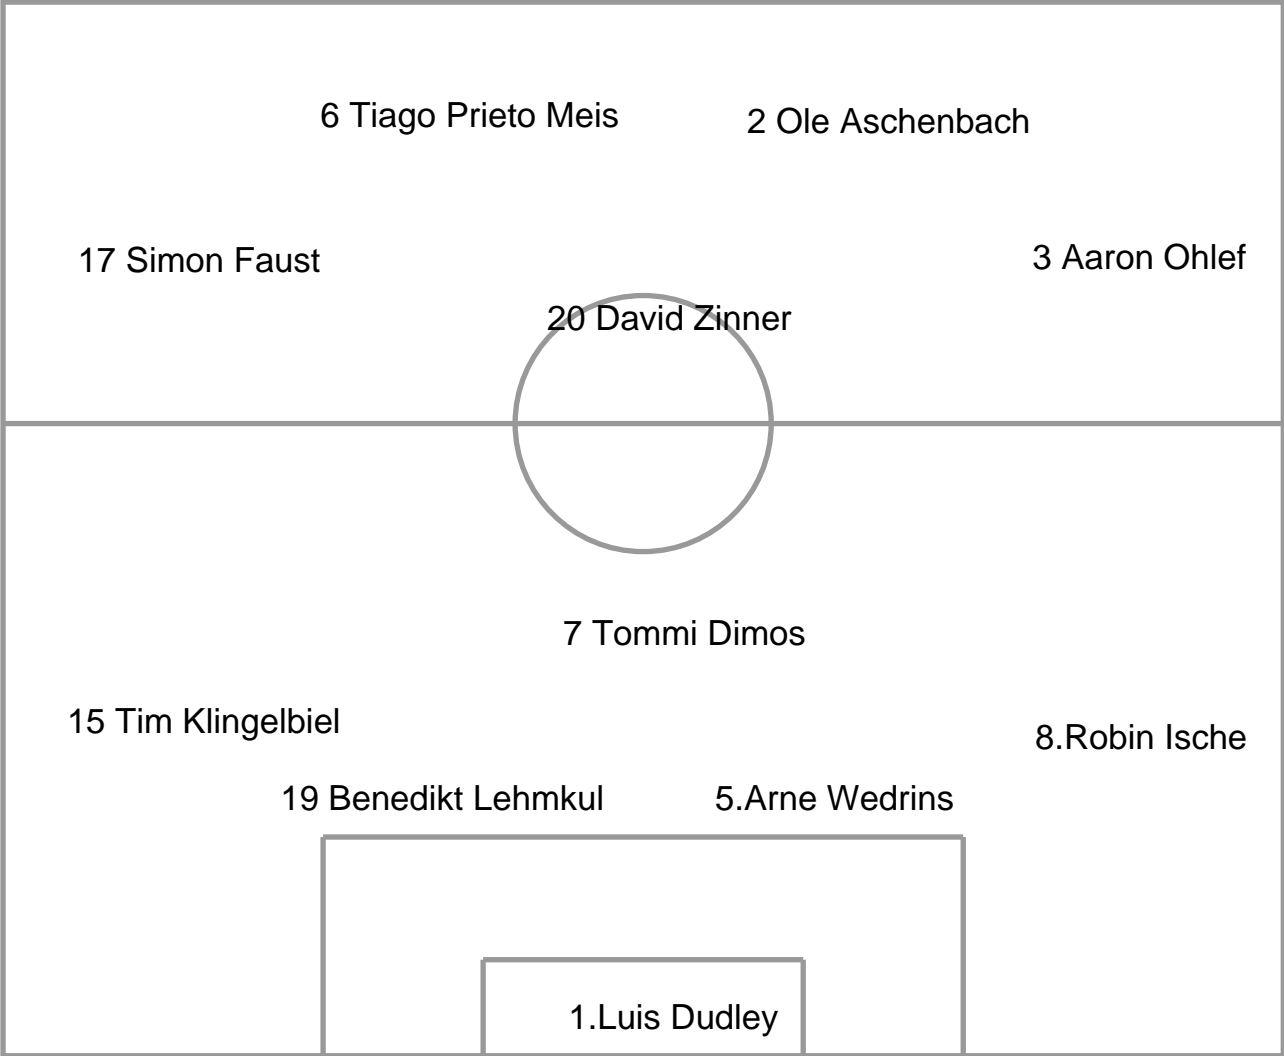 6 Tiago Prieto Meis
2 Ole Aschenbach
17 Simon Faust
3 Aaron Ohlef
20 David Zinner
7 Tommi Dimos
15 Tim Klingelbiel
8.Robin Ische
19 Benedikt Lehmkul
5.Arne Wedrins
1.Luis Dudley